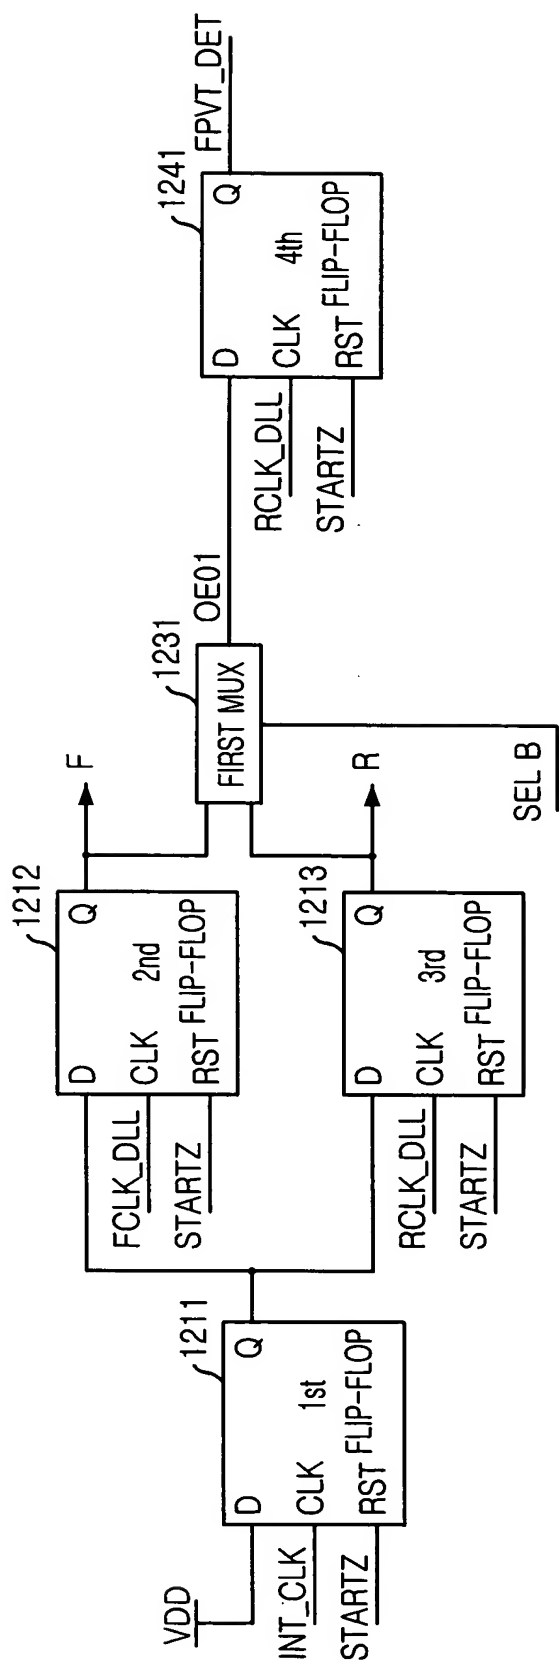 VDD
INT_CLK
STARTZ
1211
D
Q
CLK
1st
RST FLIP-FLOP
1212
FCLK_DLL
STARTZ
D
Q
CLK
2nd
RST FLIP-FLOP
F
1213
RCLK_DLL
STARTZ
D
Q
CLK
3rd
RST FLIP-FLOP
R
1231
FIRST MUX
SEL B
OE01
1241
RCLK_DLL
STARTZ
D
Q
CLK
4th
RST FLIP-FLOP
FPVT_DET